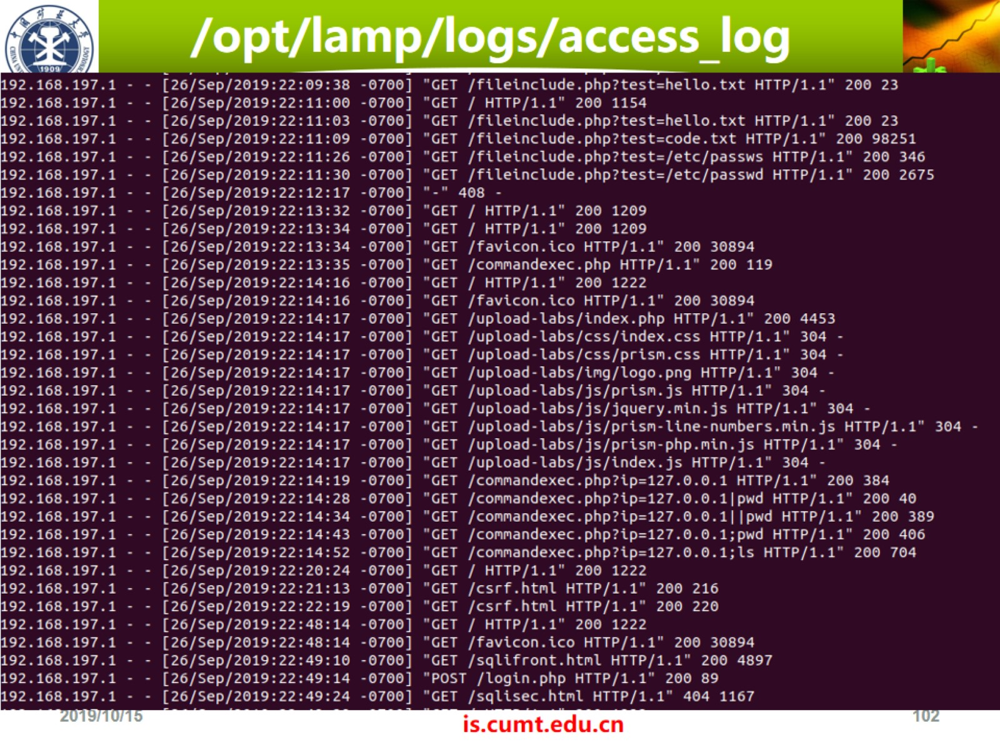 /opt/lamp/logs/access_log
中国矿业大学
1909
192.168.197.1 - - [26/Sep/2019:22:09:38 -0700] "GET /fileinclude.php?test=hello.txt HTTP/1.1" 200 23
192.168.197.1 - - [26/Sep/2019:22:11:00 -0700] "GET / HTTP/1.1" 200 1154
192.168.197.1 - - [26/Sep/2019:22:11:03 -0700] "GET /fileinclude.php?test=hello.txt HTTP/1.1" 200 23
192.168.197.1 - - [26/Sep/2019:22:11:09 -0700] "GET /fileinclude.php?test=code.txt HTTP/1.1" 200 98251
192.168.197.1 - - [26/Sep/2019:22:11:26 -0700] "GET /fileinclude.php?test=/etc/passws HTTP/1.1" 200 346
192.168.197.1 - - [26/Sep/2019:22:11:30 -0700] "GET /fileinclude.php?test=/etc/passwd HTTP/1.1" 200 2675
192.168.197.1 - - [26/Sep/2019:22:12:17 -0700] "-" 408 -
192.168.197.1 - - [26/Sep/2019:22:13:32 -0700] "GET / HTTP/1.1" 200 1209
192.168.197.1 - - [26/Sep/2019:22:13:34 -0700] "GET / HTTP/1.1" 200 1209
192.168.197.1 - - [26/Sep/2019:22:13:34 -0700] "GET /favicon.ico HTTP/1.1" 200 30894
192.168.197.1 - - [26/Sep/2019:22:13:35 -0700] "GET /commandexec.php HTTP/1.1" 200 119
192.168.197.1 - - [26/Sep/2019:22:14:16 -0700] "GET / HTTP/1.1" 200 1222
192.168.197.1 - - [26/Sep/2019:22:14:16 -0700] "GET /favicon.ico HTTP/1.1" 200 30894
192.168.197.1 - - [26/Sep/2019:22:14:17 -0700] "GET /upload-labs/index.php HTTP/1.1" 200 4453
192.168.197.1 - - [26/Sep/2019:22:14:17 -0700] "GET /upload-labs/css/index.css HTTP/1.1" 304 -
192.168.197.1 - - [26/Sep/2019:22:14:17 -0700] "GET /upload-labs/css/prism.css HTTP/1.1" 304 -
192.168.197.1 - - [26/Sep/2019:22:14:17 -0700] "GET /upload-labs/img/logo.png HTTP/1.1" 304 -
192.168.197.1 - - [26/Sep/2019:22:14:17 -0700] "GET /upload-labs/js/prism.js HTTP/1.1" 304 -
192.168.197.1 - - [26/Sep/2019:22:14:17 -0700] "GET /upload-labs/js/jquery.min.js HTTP/1.1" 304 -
192.168.197.1 - - [26/Sep/2019:22:14:17 -0700] "GET /upload-labs/js/prism-line-numbers.min.js HTTP/1.1" 304 -
192.168.197.1 - - [26/Sep/2019:22:14:17 -0700] "GET /upload-labs/js/prism-php.min.js HTTP/1.1" 304 -
192.168.197.1 - - [26/Sep/2019:22:14:17 -0700] "GET /upload-labs/js/index.js HTTP/1.1" 304 -
192.168.197.1 - - [26/Sep/2019:22:14:19 -0700] "GET /commandexec.php?ip=127.0.0.1 HTTP/1.1" 200 384
192.168.197.1 - - [26/Sep/2019:22:14:28 -0700] "GET /commandexec.php?ip=127.0.0.1|pwd HTTP/1.1" 200 40
192.168.197.1 - - [26/Sep/2019:22:14:34 -0700] "GET /commandexec.php?ip=127.0.0.1||pwd HTTP/1.1" 200 389
192.168.197.1 - - [26/Sep/2019:22:14:43 -0700] "GET /commandexec.php?ip=127.0.0.1;pwd HTTP/1.1" 200 406
192.168.197.1 - - [26/Sep/2019:22:14:52 -0700] "GET /commandexec.php?ip=127.0.0.1;ls HTTP/1.1" 200 704
192.168.197.1 - - [26/Sep/2019:22:20:24 -0700] "GET / HTTP/1.1" 200 1222
192.168.197.1 - - [26/Sep/2019:22:21:13 -0700] "GET /csrf.html HTTP/1.1" 200 216
192.168.197.1 - - [26/Sep/2019:22:22:19 -0700] "GET /csrf.html HTTP/1.1" 200 220
192.168.197.1 - - [26/Sep/2019:22:48:14 -0700] "GET / HTTP/1.1" 200 1222
192.168.197.1 - - [26/Sep/2019:22:48:14 -0700] "GET /favicon.ico HTTP/1.1" 200 30894
192.168.197.1 - - [26/Sep/2019:22:49:10 -0700] "GET /sqlifront.html HTTP/1.1" 200 4897
192.168.197.1 - - [26/Sep/2019:22:49:14 -0700] "POST /login.php HTTP/1.1" 200 89
192.168.197.1 - - [26/Sep/2019:22:49:24 -0700] "GET /sqlisec.html HTTP/1.1" 404 1167
2019/10/15
is.cumt.edu.cn
102